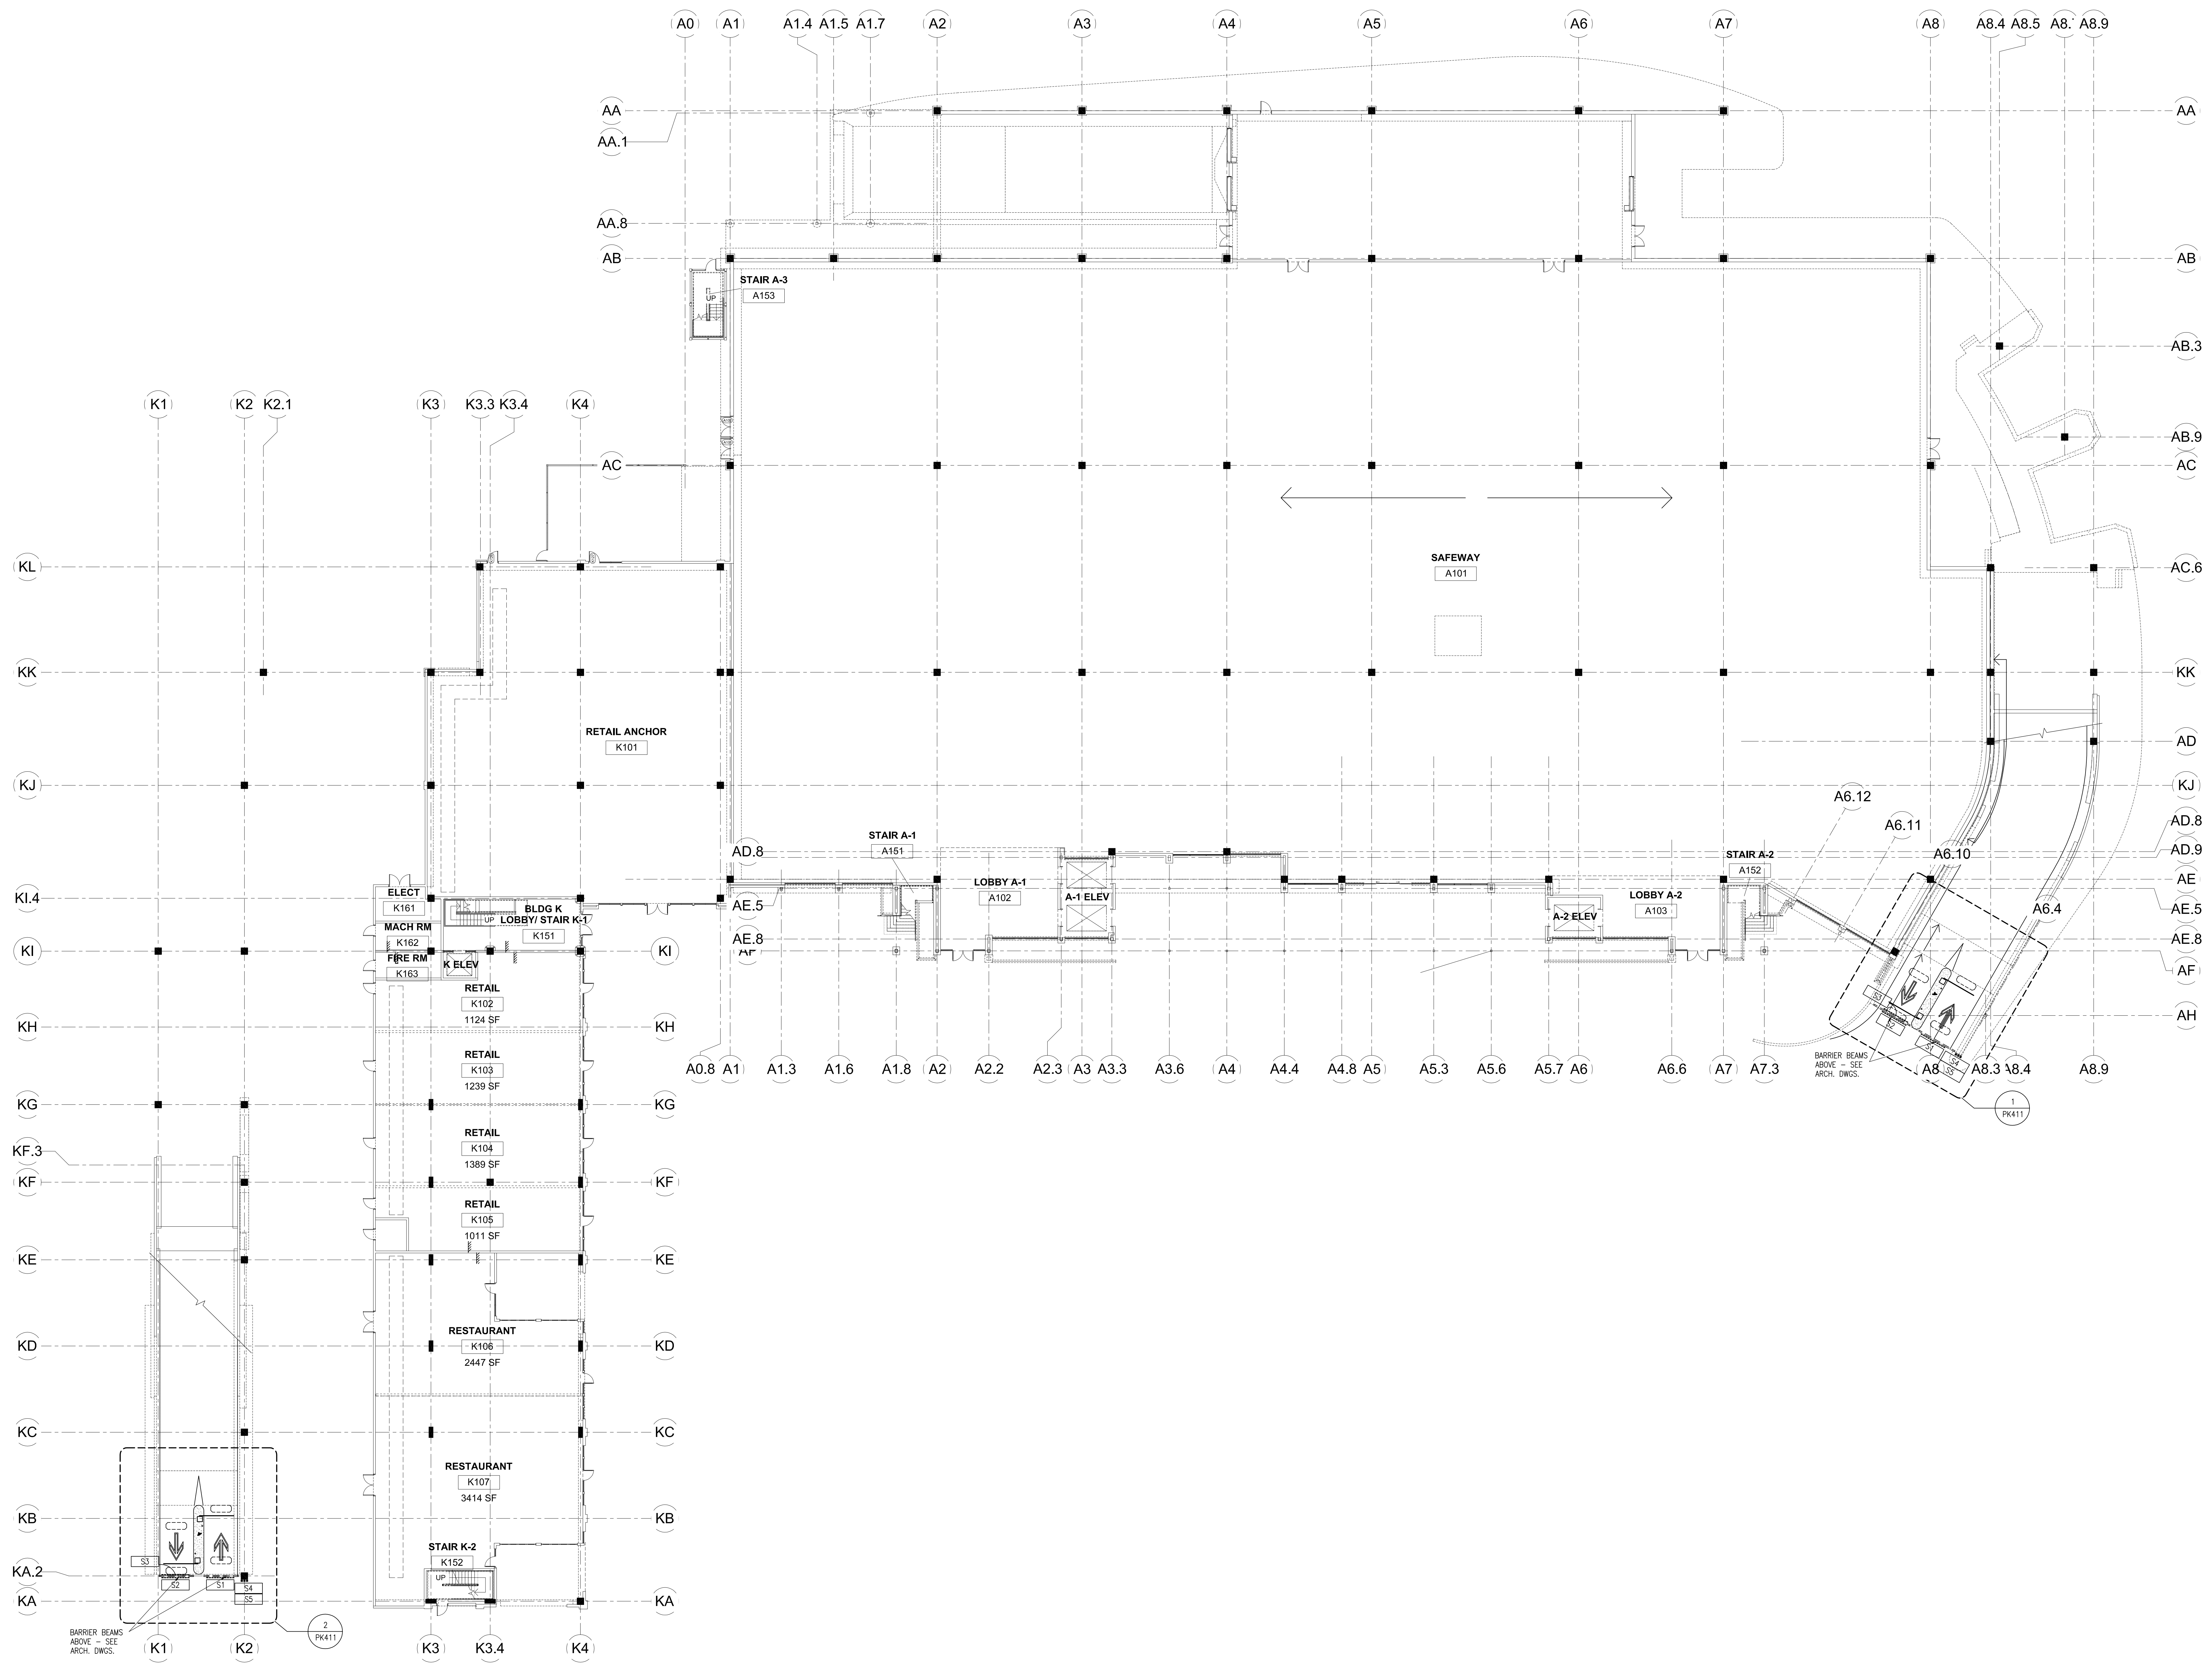 A0 A1 A1.4 A1.5 A1.7 A2 A3 A4 A5 A6 A7 A8 A8.4 A8.5 A8. A8.9
AA AA
AA.1
AA.8
AB AB
STAIR A-3
A153
UP
AB.3
K1 K2 K2.1 K3 K3.3 K3.4 K4
AB.9
AC AC
SAFEWAY
A101
KL AC.6
KK KK
RETAIL ANCHOR
K101
AD
KJ KJ
A6.12
A6.11
AD.8
STAIR A-1
A151
AD.8
AD.9
A6.10
STAIR A-2
A152
LOBBY A-1
A102
A-1 ELEV
LOBBY A-2
A103
A-2 ELEV
AE
ELECT
K161
KI.4
AE.5
AE.5
A6.4
BLDG K
LOBBY/ STAIR K-1
K151
UP
MACH RM
K162
AE.8
AE.8
KI KI
AF
AF
FIRE RM
K163
K ELEV
RETAIL
K102
1124 SF
S3
S2
S1
S4
S5
AH
KH KH
RETAIL
K103
1239 SF
BARRIER BEAMS
ABOVE – SEE
ARCH. DWGS.
A0.8 A1 A1.3 A1.6 A1.8 A2 A2.2 A2.3 A3 A3.3 A3.6 A4 A4.4 A4.8 A5 A5.3 A5.6 A5.7 A6 A6.6 A7 A7.3 A8 A8.3 A8.4 A8.9
1
PK411
KG KG
RETAIL
K104
1389 SF
KF.3
KF KF
RETAIL
K105
1011 SF
KE KE
RESTAURANT
K106
2447 SF
KD KD
KC KC
RESTAURANT
K107
3414 SF
KB KB
STAIR K-2
K152
UP
S3
S2
S1
S4
S5
KA.2
KA KA
BARRIER BEAMS
ABOVE – SEE
ARCH. DWGS.
2
PK411
K1 K2 K3 K3.4 K4